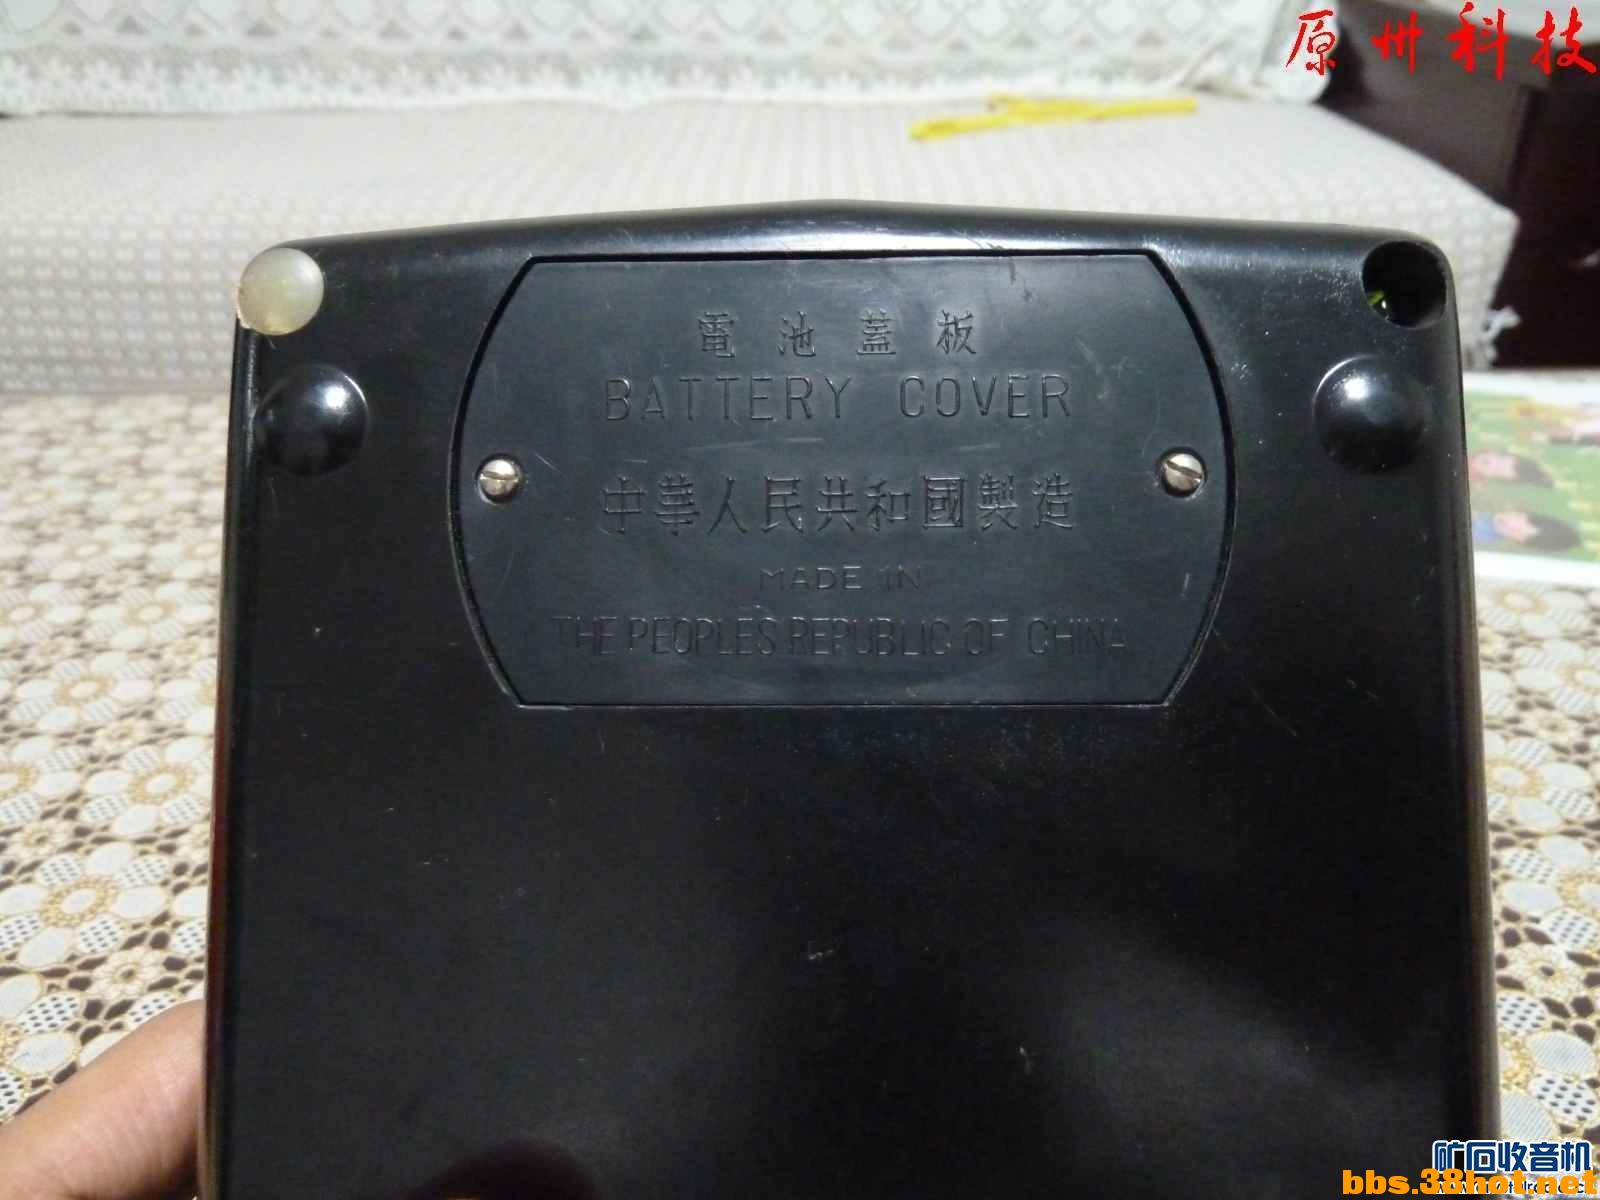 原州科技
電池蓋板
BATTERY COVER
中華人民共和國製造
MADE IN
THE PEOPLES REPUBLIC OF CHINA
矿石收音机
bbs.38hot.net